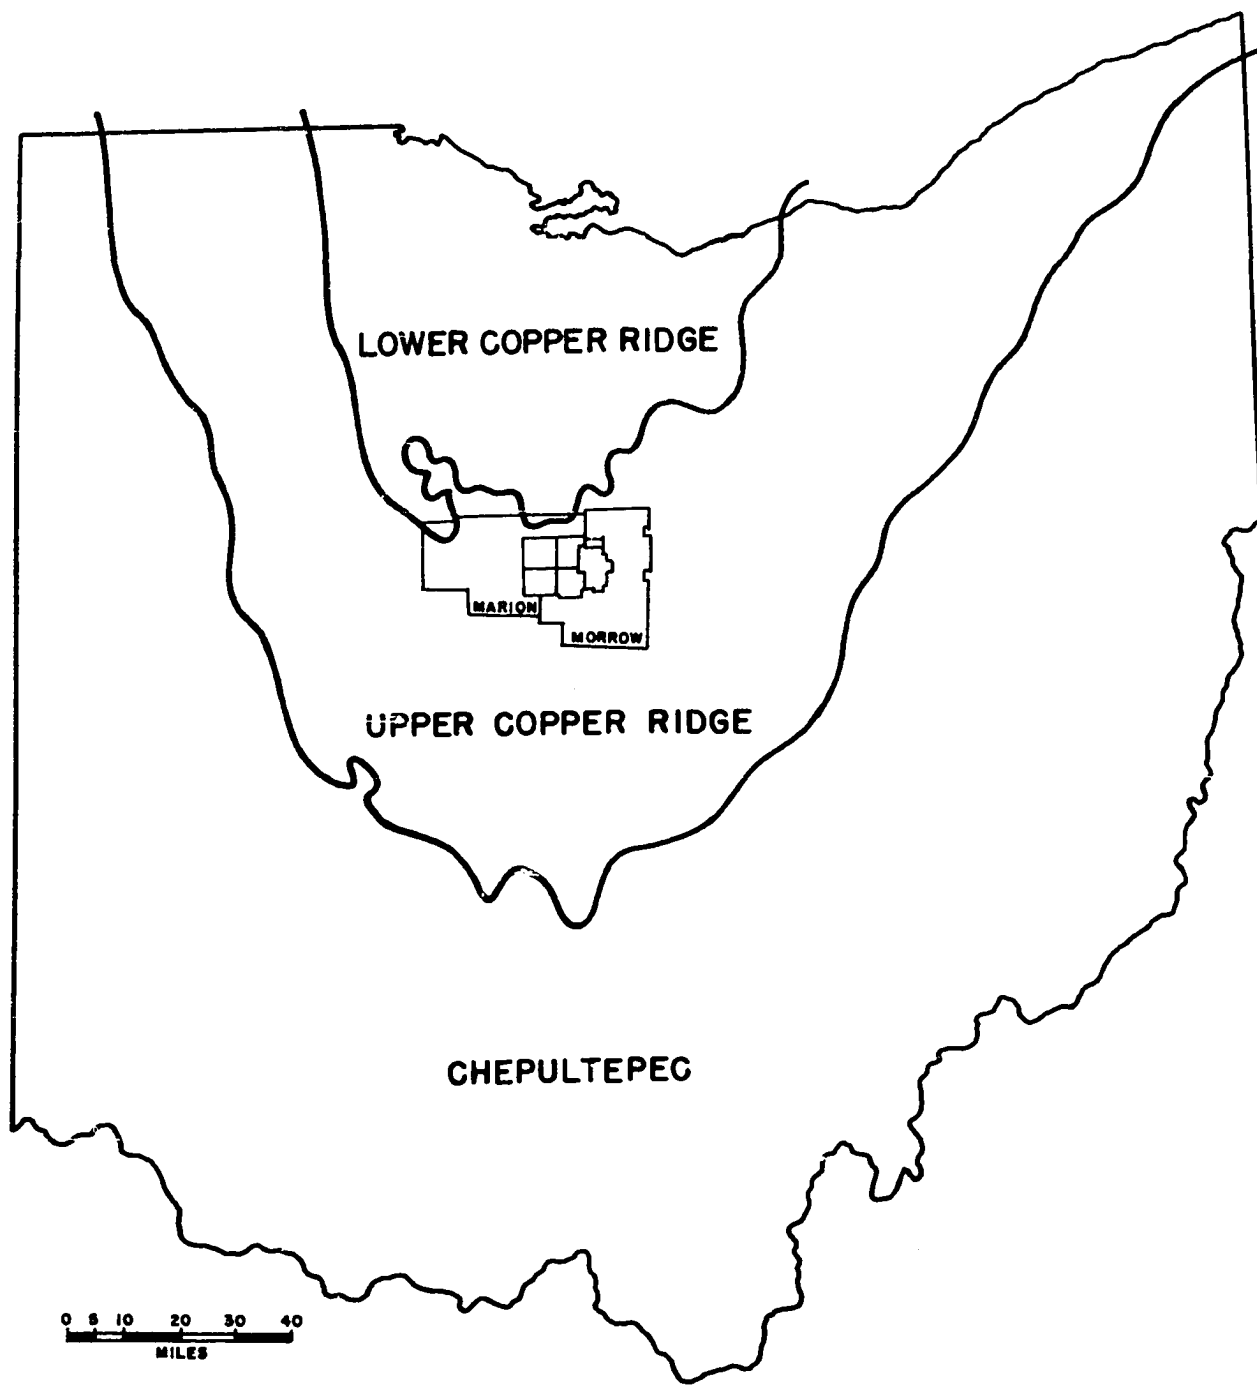 LOWER COPPER RIDGE
MARION
MORROW
UPPER COPPER RIDGE
CHEPULTEPEC
0 5 10 20 30 40
MILES